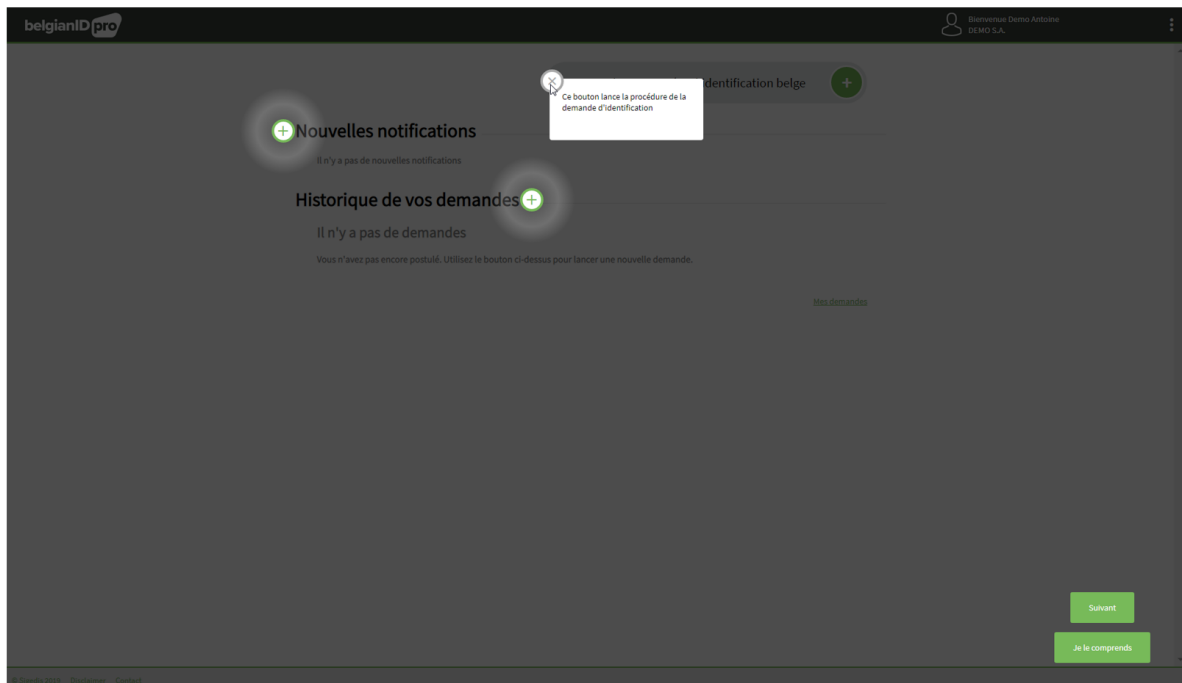 belgianID pro
Bienvenue Demo Antoine
DEMO S.A.
identification belge
Ce bouton lance la procédure de la
demande d'identification
Nouvelles notifications
Il n'y a pas de nouvelles notifications
Historique de vos demandes
Il n'y a pas de demandes
Vous n'avez pas encore postulé. Utilisez le bouton ci-dessus pour lancer une nouvelle demande.
Mes demandes
Suivant
Je le comprends
Disclaimer Contact